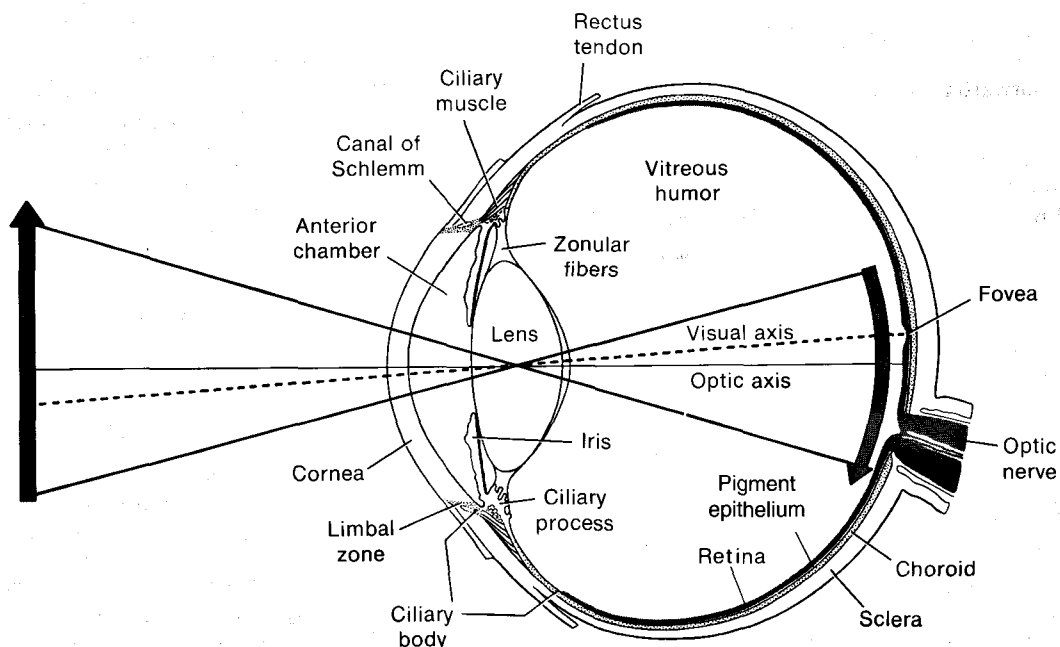 Rectus
tendon
Ciliary
muscle
Canal of
Schlemm
Vitreous
humor
Anterior
chamber
Zonular
fibers
Fovea
Lens
Visual axis
Optic axis
Iris
Optic
nerve
Cornea
Pigment
epithelium
Ciliary
process
Limbal
zone
Retina
Choroid
Sclera
Ciliary
body